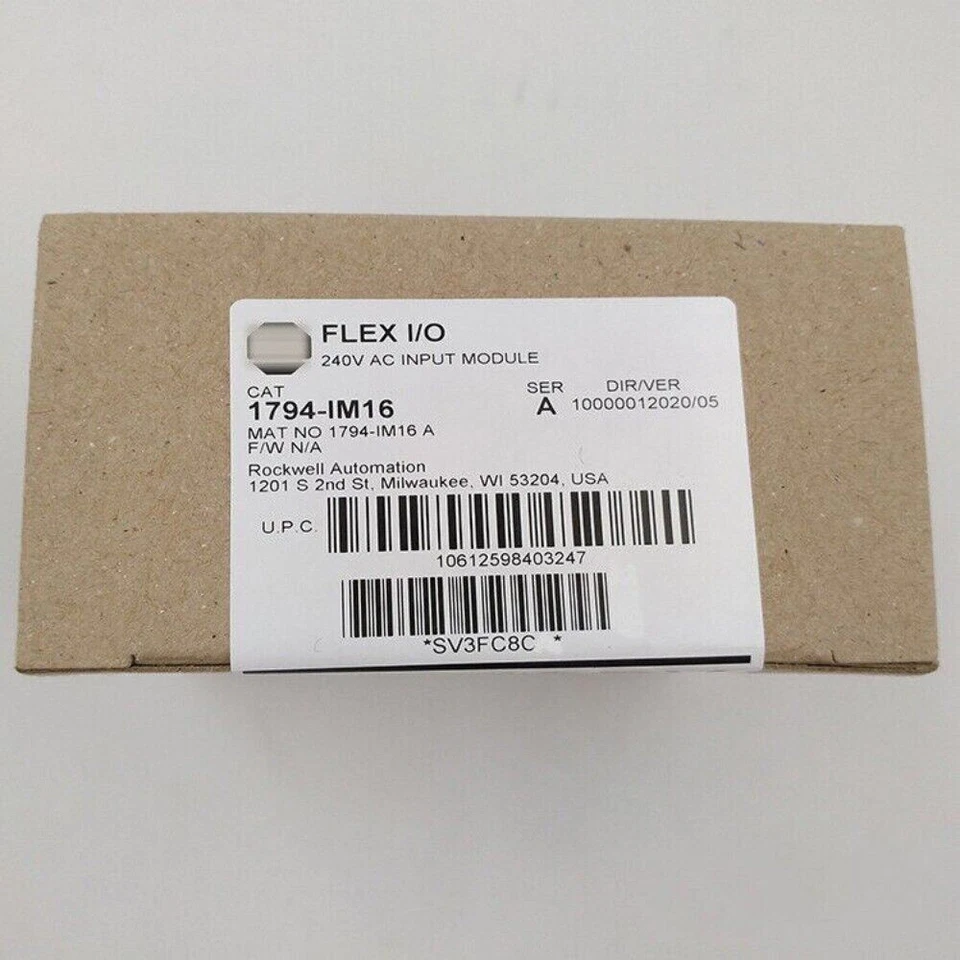 FLEX I/O
240V AC INPUT MODULE
CAT
1794-IM16
SER
A
DIR/VER
10000012020/05
MAT NO 1794-IM16 A
F/W N/A
Rockwell Automation
1201 S 2nd St, Milwaukee, WI 53204, USA
U.P.C.
10612598403247
*SV3FC8C *